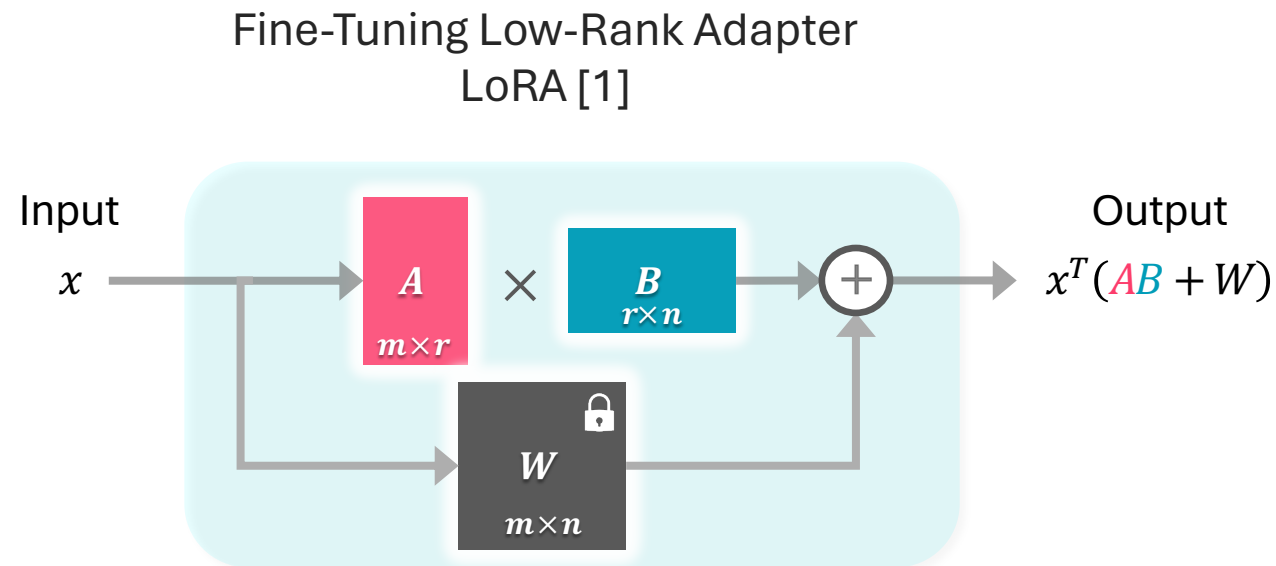 Fine-Tuning Low-Rank Adapter
LoRA [1]
Input
x
A
m×r
×
B
r×n
+
Output
x^T(AB + W)
W
m×n